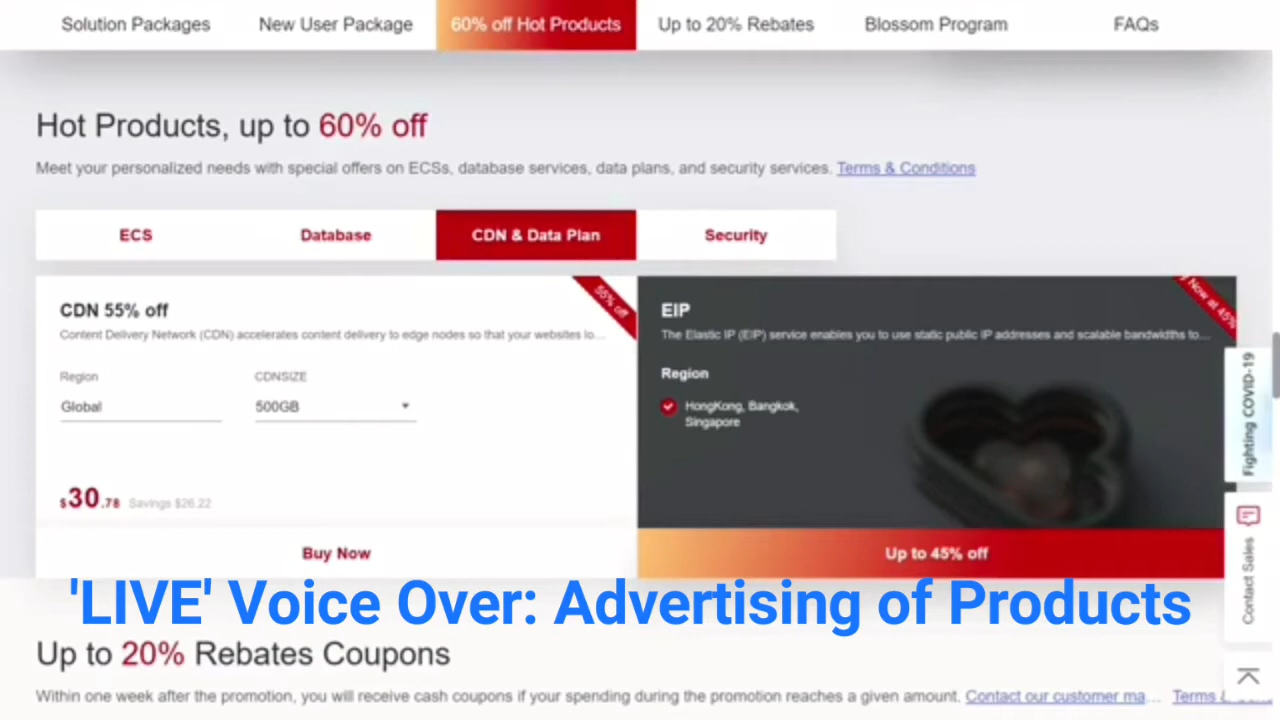 Solution Packages New User Package 60% off Hot Products Up to 20% Rebates Blossom Program FAQs
Hot Products, up to 60% off
Meet your personalized needs with special offers on ECSs, database services, data plans, and security services. Terms & Conditions
ECS Database CDN & Data Plan Security
CDN 55% off
55% off
Content Delivery Network (CDN) accelerates content delivery to edge nodes so that your websites lo...
Region CDNSIZE
Global 500GB
$30.78 Savings $26.22
Buy Now
EIP
Now at 45%
The Elastic IP (EIP) service enables you to use static public IP addresses and scalable bandwidths to...
Region
HongKong, Bangkok,
Singapore
Up to 45% off
Fighting COVID-19
Contact Sales
'LIVE' Voice Over: Advertising of Products
Up to 20% Rebates Coupons
Within one week after the promotion, you will receive cash coupons if your spending during the promotion reaches a given amount. Contact our customer ma... Terms &